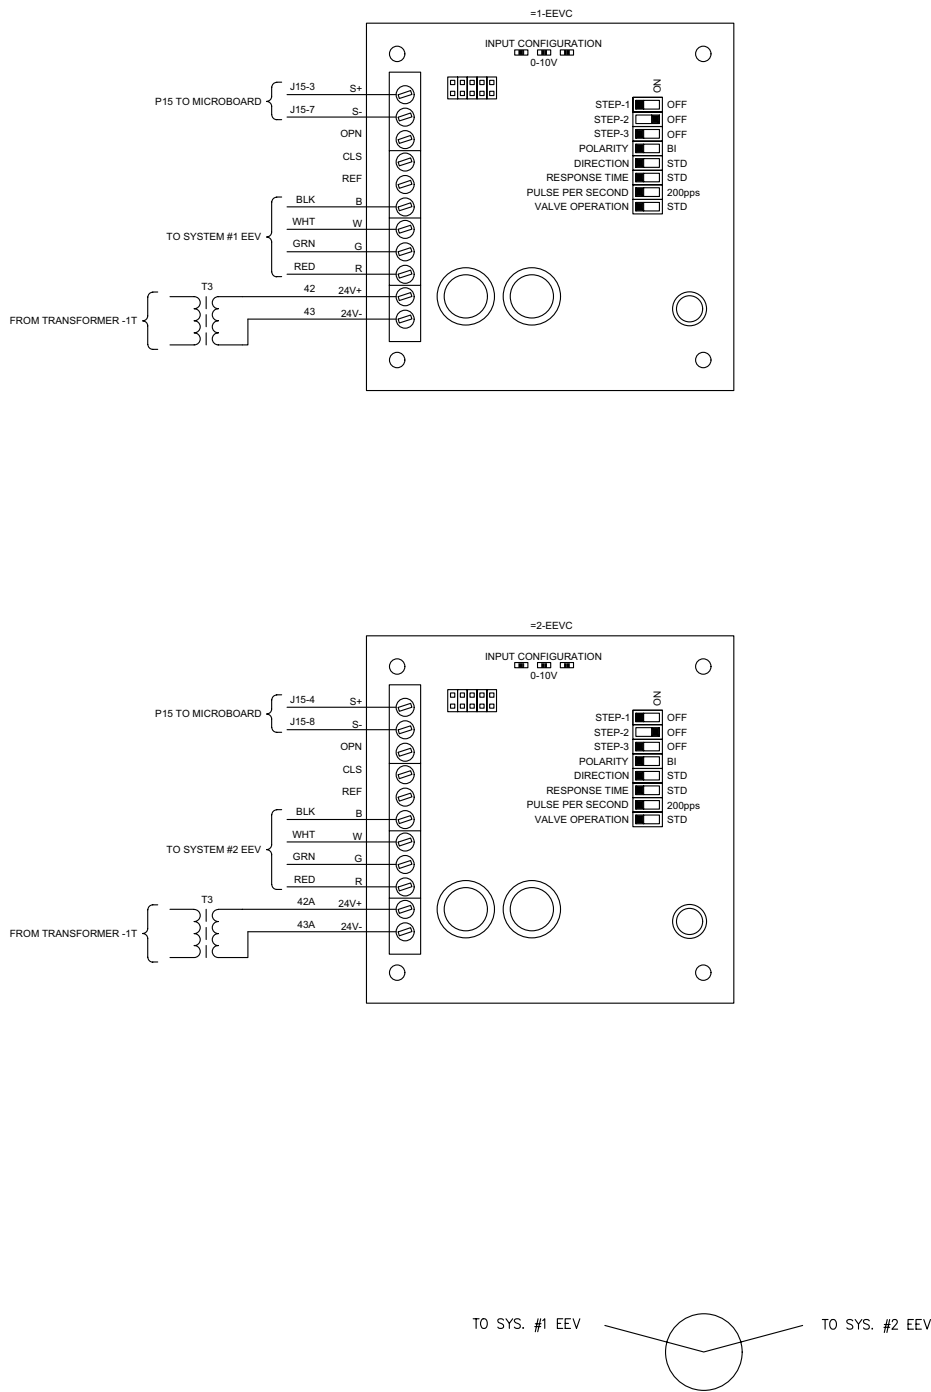 =1-EEVC
INPUT CONFIGURATION
0-10V
ON
J15-3 S+
P15 TO MICROBOARD
J15-7 S-
OPN
CLS
REF
BLK B
WHT W
TO SYSTEM #1 EEV
GRN G
RED R
T3
42 24V+
43 24V-
FROM TRANSFORMER -1T
STEP-1 OFF
STEP-2 OFF
STEP-3 OFF
POLARITY BI
DIRECTION STD
RESPONSE TIME STD
PULSE PER SECOND 200pps
VALVE OPERATION STD
=2-EEVC
INPUT CONFIGURATION
0-10V
ON
J15-4 S+
P15 TO MICROBOARD
J15-8 S-
OPN
CLS
REF
BLK B
WHT W
TO SYSTEM #2 EEV
GRN G
RED R
T3
42A 24V+
43A 24V-
FROM TRANSFORMER -1T
STEP-1 OFF
STEP-2 OFF
STEP-3 OFF
POLARITY BI
DIRECTION STD
RESPONSE TIME STD
PULSE PER SECOND 200pps
VALVE OPERATION STD
TO SYS. #1 EEV
TO SYS. #2 EEV